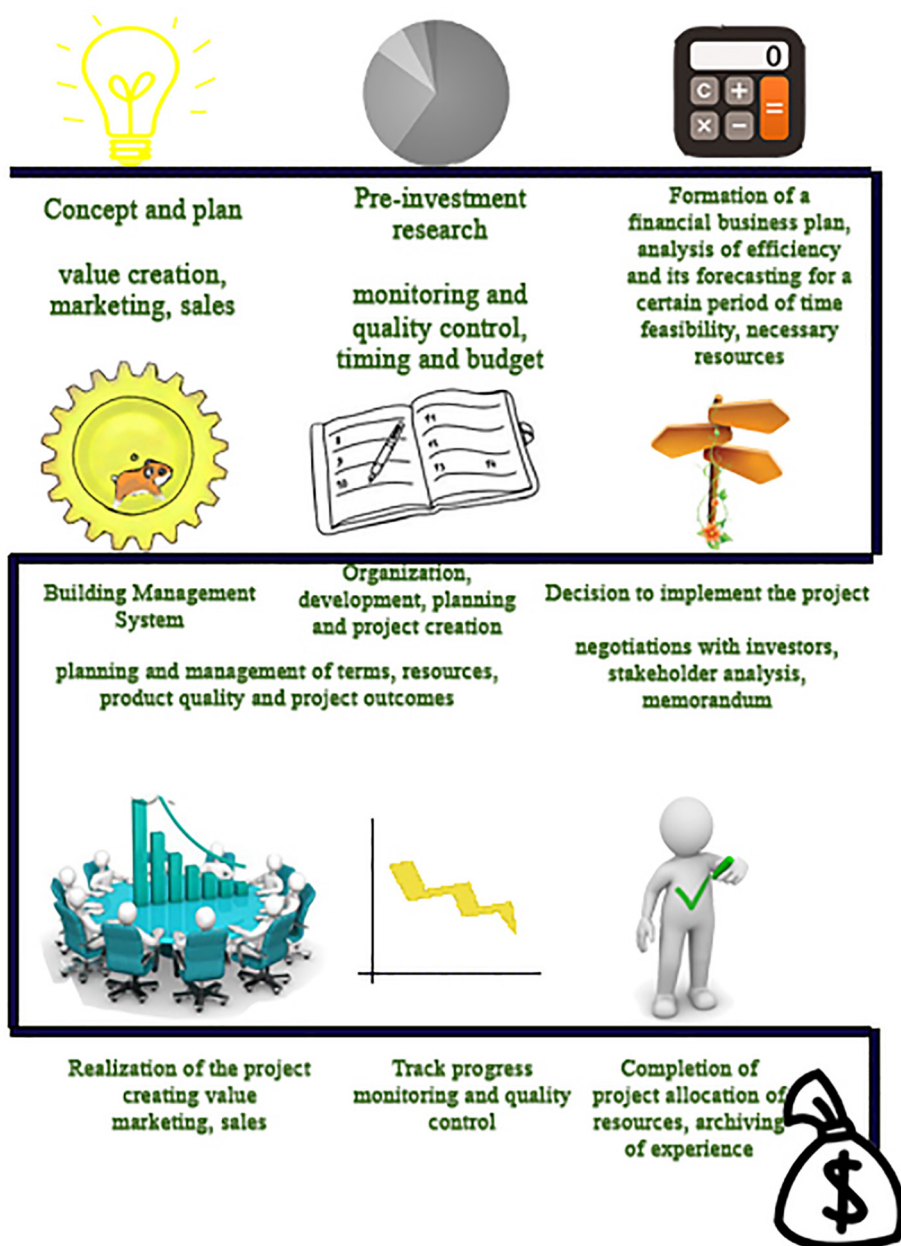 0
C +
× − =
Concept and plan
value creation,
marketing, sales
Pre-investment
research
monitoring and
quality control,
timing and budget
Formation of a
financial business plan,
analysis of efficiency
and its forecasting for a
certain period of time
feasibility, necessary
resources
Building Management
System
Organization,
development, planning
and project creation
planning and management of terms, resources,
product quality and project outcomes
Decision to implement the project
negotiations with investors,
stakeholder analysis,
memorandum
Realization of the project
creating value
marketing, sales
Track progress
monitoring and quality
control
Completion of
project allocation of
resources, archiving
of experience
$